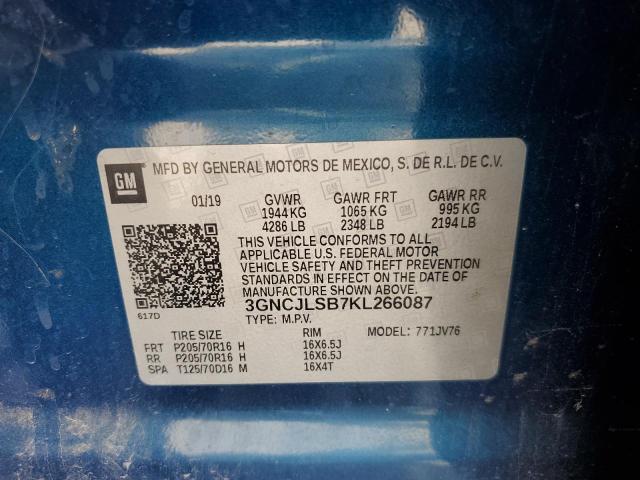 GM
MFD BY GENERAL MOTORS DE MEXICO, S. DE R.L. DE C.V.
01/19 GVWR GAWR FRT GAWR RR
1944 KG 1065 KG 995 KG
4286 LB 2348 LB 2194 LB
THIS VEHICLE CONFORMS TO ALL
APPLICABLE U.S. FEDERAL MOTOR
VEHICLE SAFETY AND THEFT PREVENTION
STANDARDS IN EFFECT ON THE DATE OF
MANUFACTURE SHOWN ABOVE.
3GNCJLSB7KL266087
617D
TYPE: M.P.V.
TIRE SIZE RIM MODEL: 771JV76
FRT P205/70R16 H 16X6.5J
RR P205/70R16 H 16X6.5J
SPA T125/70D16 M 16X4T